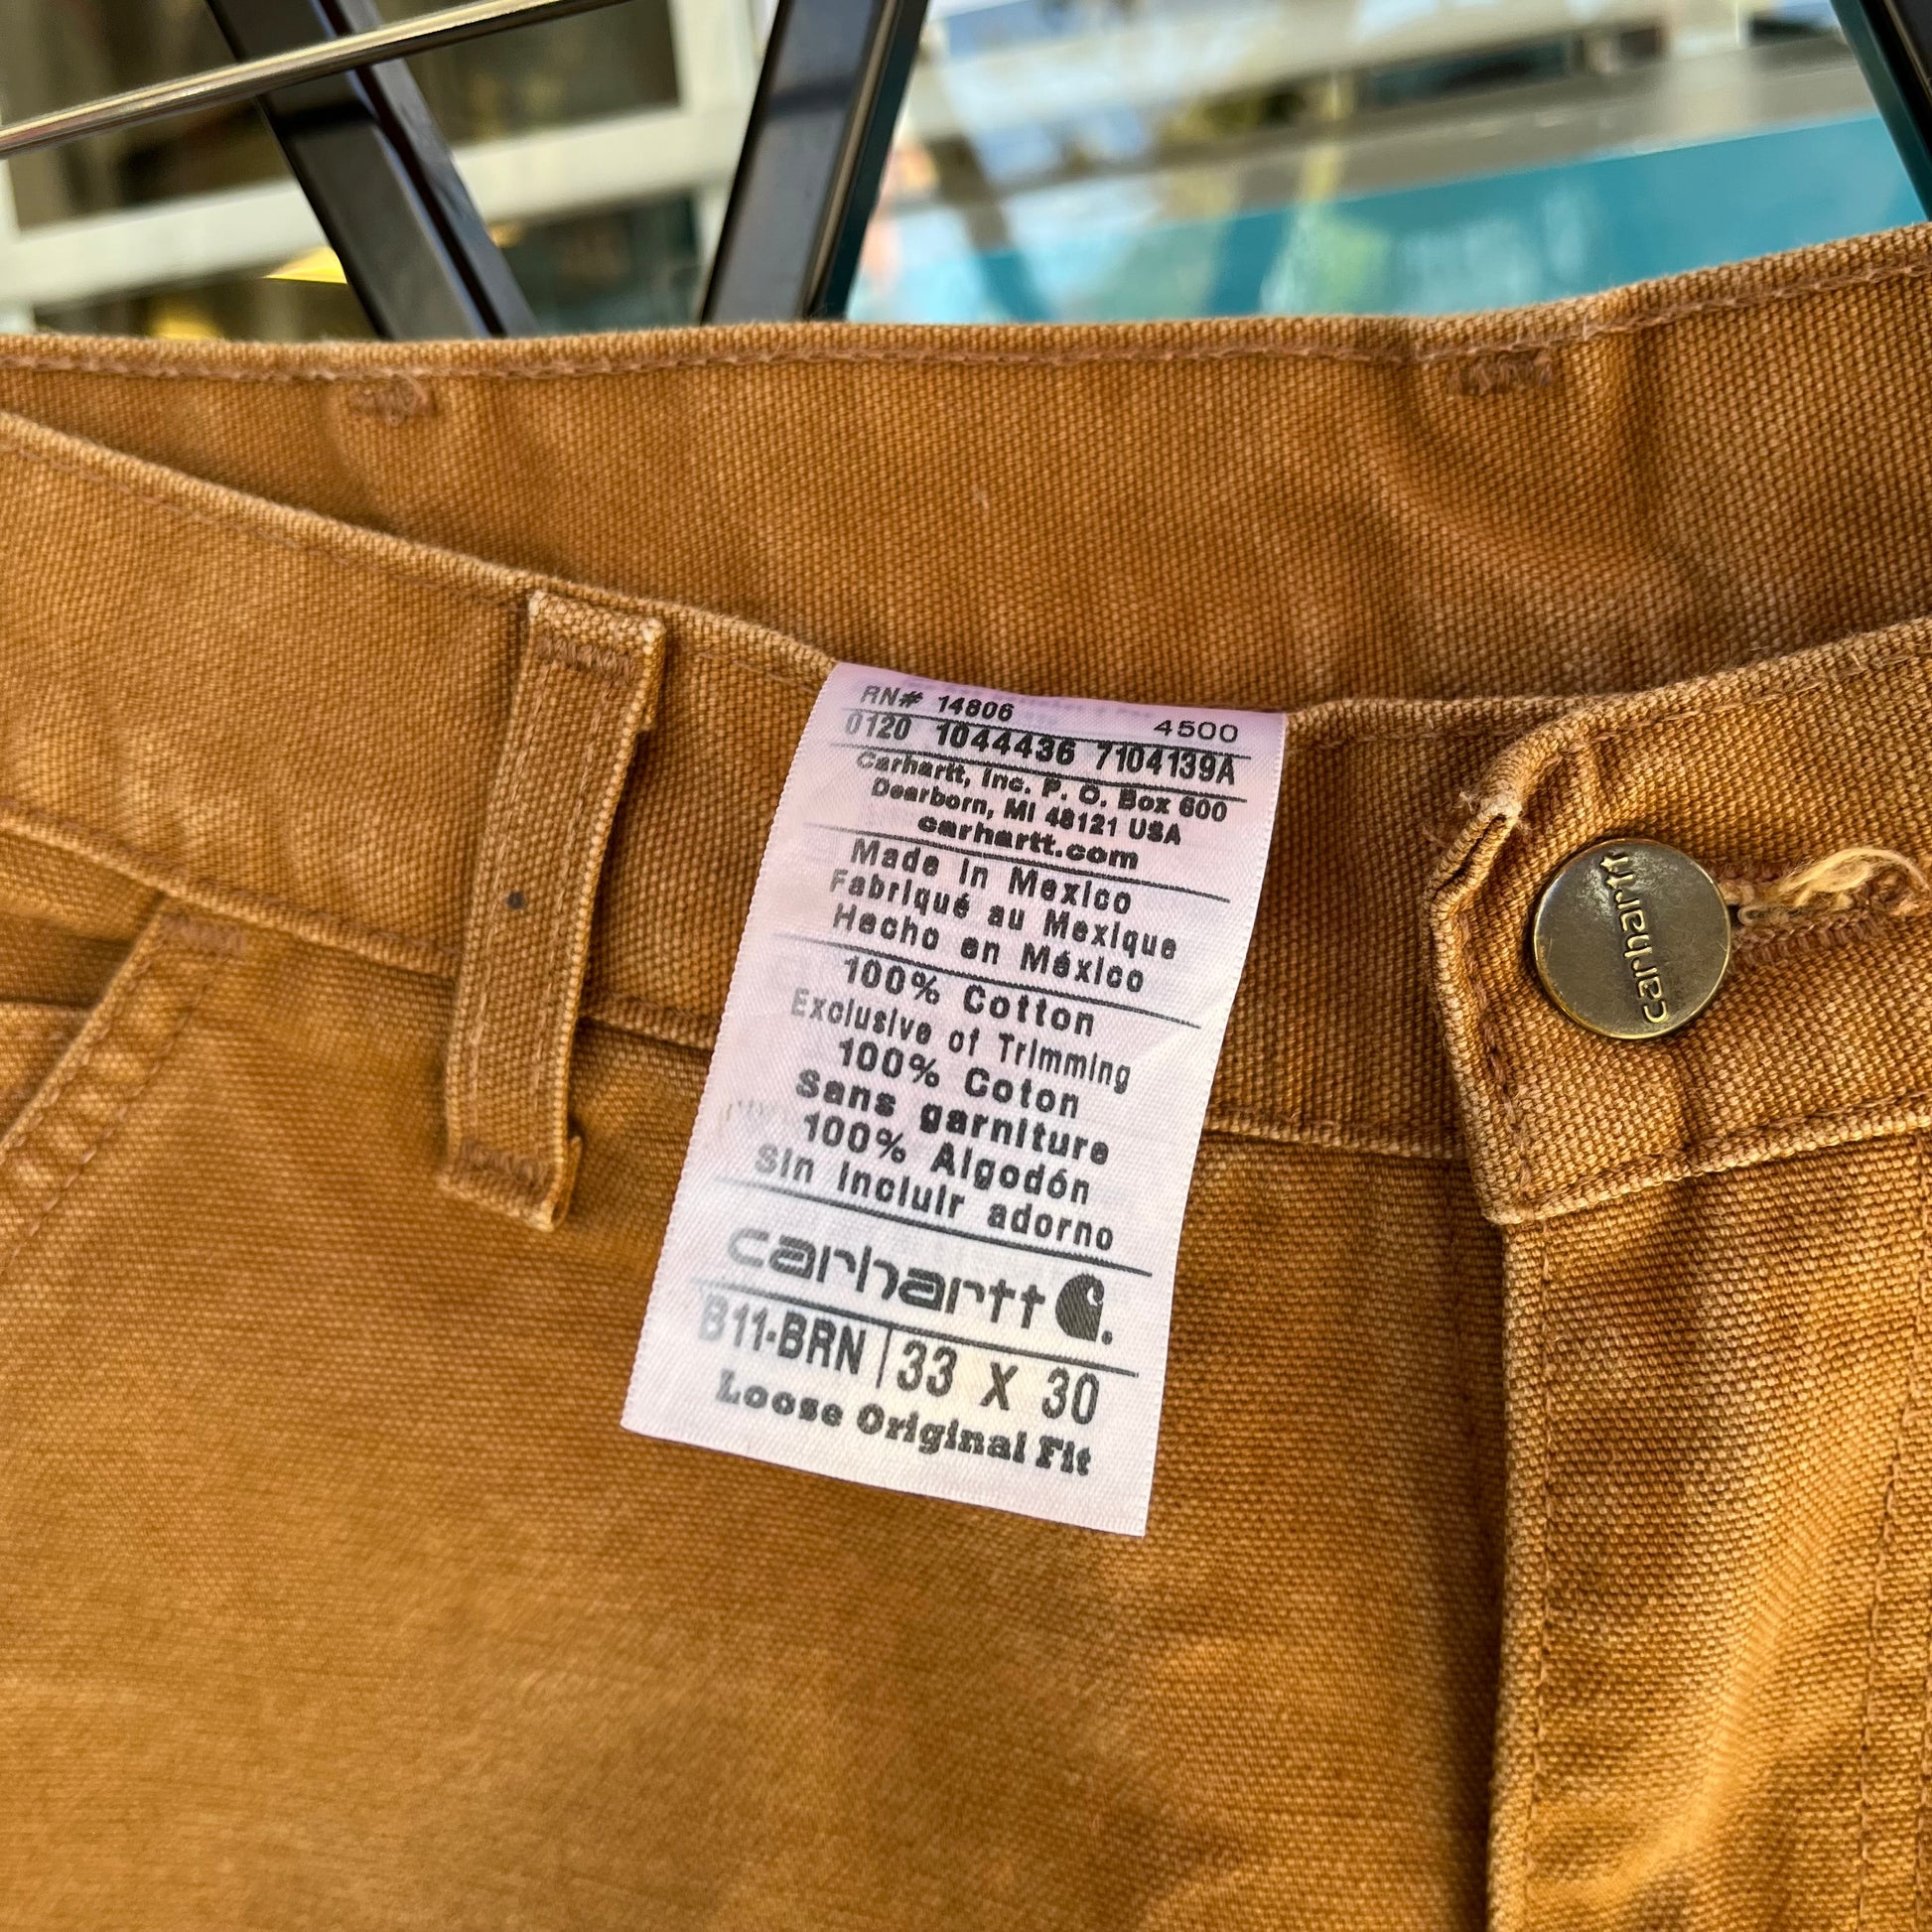 RN# 14806 4500
0120 1044436 7104139A
Carhartt, Inc. P. O. Box 600
Dearborn, MI 48121 USA
carhartt.com
Made in Mexico
Fabriqué au Mexique
Hecho en México
100% Cotton
Exclusive of Trimming
100% Coton
Sans garniture
100% Algodón
Sin incluir adorno
carhartt
B11-BRN | 33 X 30
Loose Original Fit
carhartt